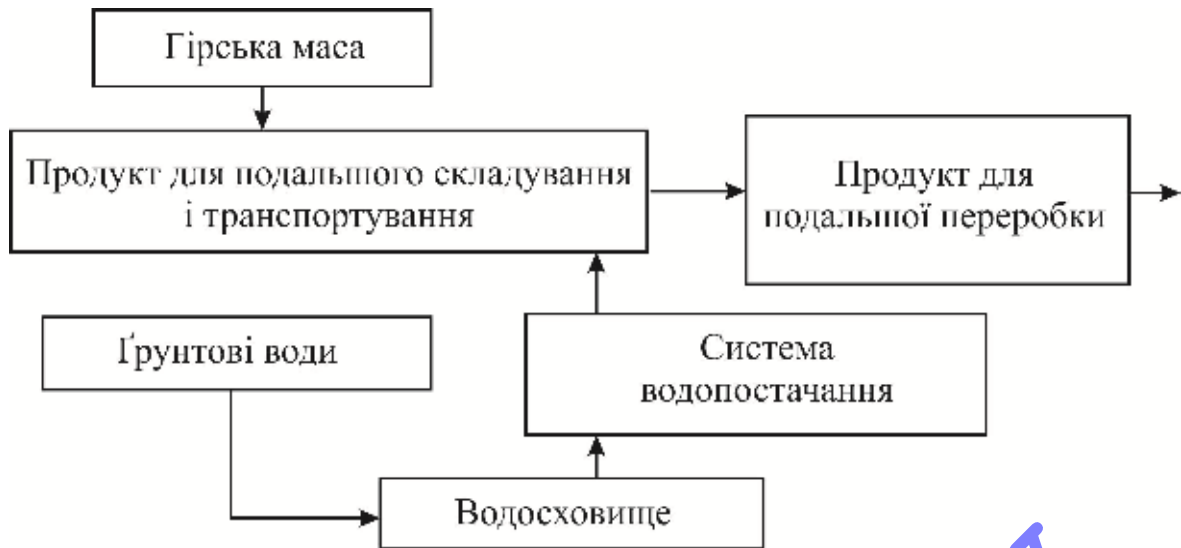 Гірська маса
Продукт для подальшого складування
і транспортування
Продукт для
подальшої переробки
Ґрунтові води
Система
водопостачання
Водосховище